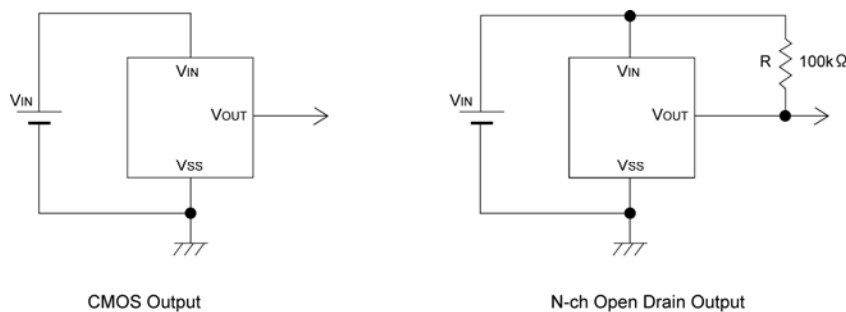 VIN
VIN
VOUT
VSS
CMOS Output
VIN
VIN
VOUT
VSS
R 100kΩ
N-ch Open Drain Output